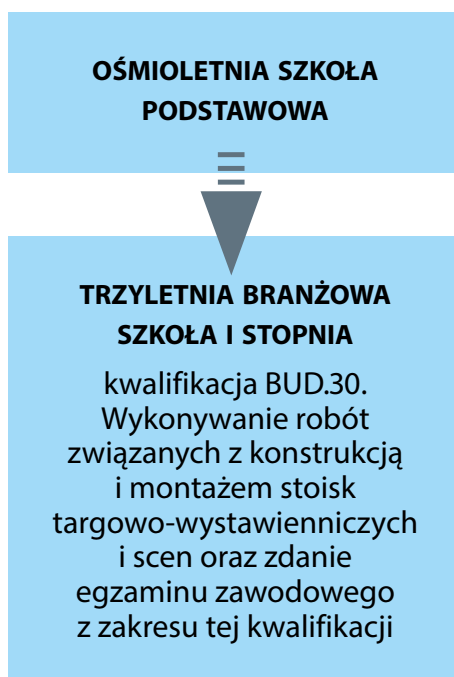 OŚMIOLETNIA SZKOŁA
PODSTAWOWA
TRZYLETNIA BRANŻOWA
SZKOŁA I STOPNIA
kwalifikacja BUD.30.
Wykonywanie robót
związanych z konstrukcją
i montażem stoisk
targowo-wystawienniczych
i scen oraz zdanie
egzaminu zawodowego
z zakresu tej kwalifikacji